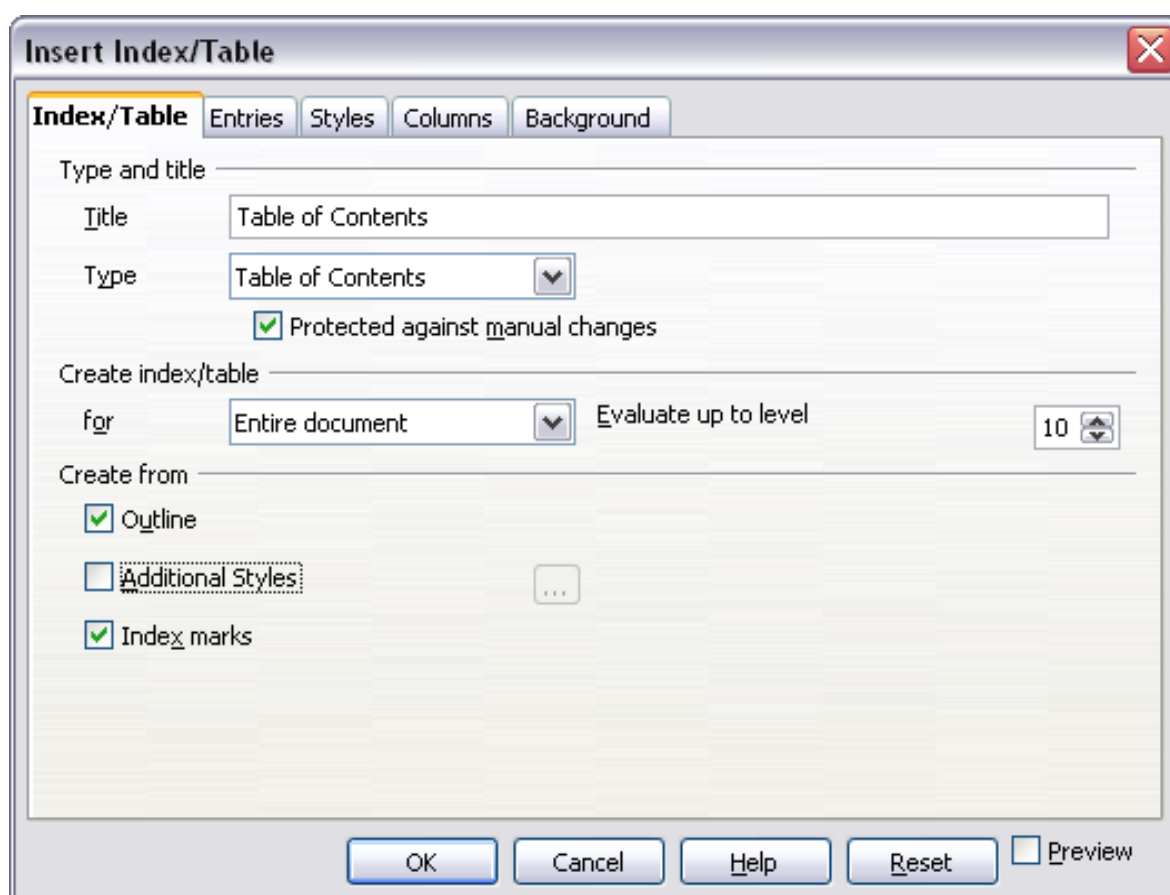 Insert Index/Table
Index/Table Entries Styles Columns Background
Type and title
Title Table of Contents
Type Table of Contents
Protected against manual changes
Create index/table
for Entire document Evaluate up to level 10
Create from
Outline
Additional Styles ...
Index marks
OK Cancel Help Reset Preview